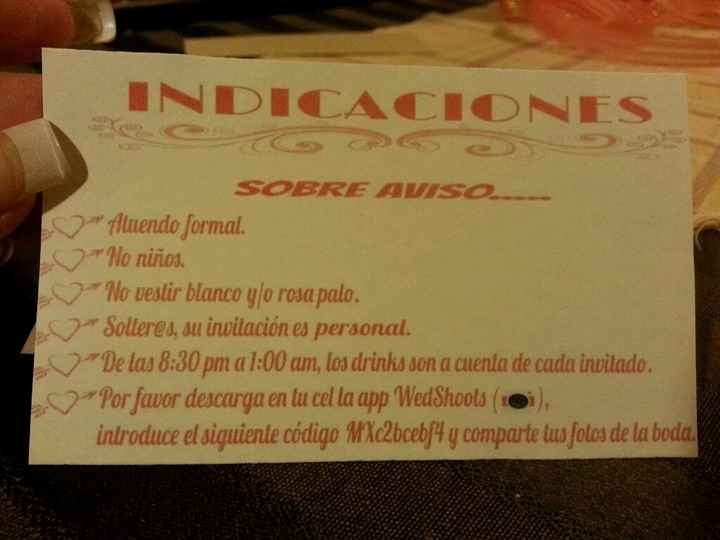 INDICACIONES
SOBRE AVISO.....
Atuendo formal.
No niños.
No vestir blanco y/o rosa palo.
Solter@s, su invitación es personal.
De las 8:30 pm a 1:00 am, los drinks son a cuenta de cada invitado.
Por favor descarga en tu cel la app WedShoots ( ),
introduce el siguiente código MXc2bcebf4 y comparte tus fotos de la boda.